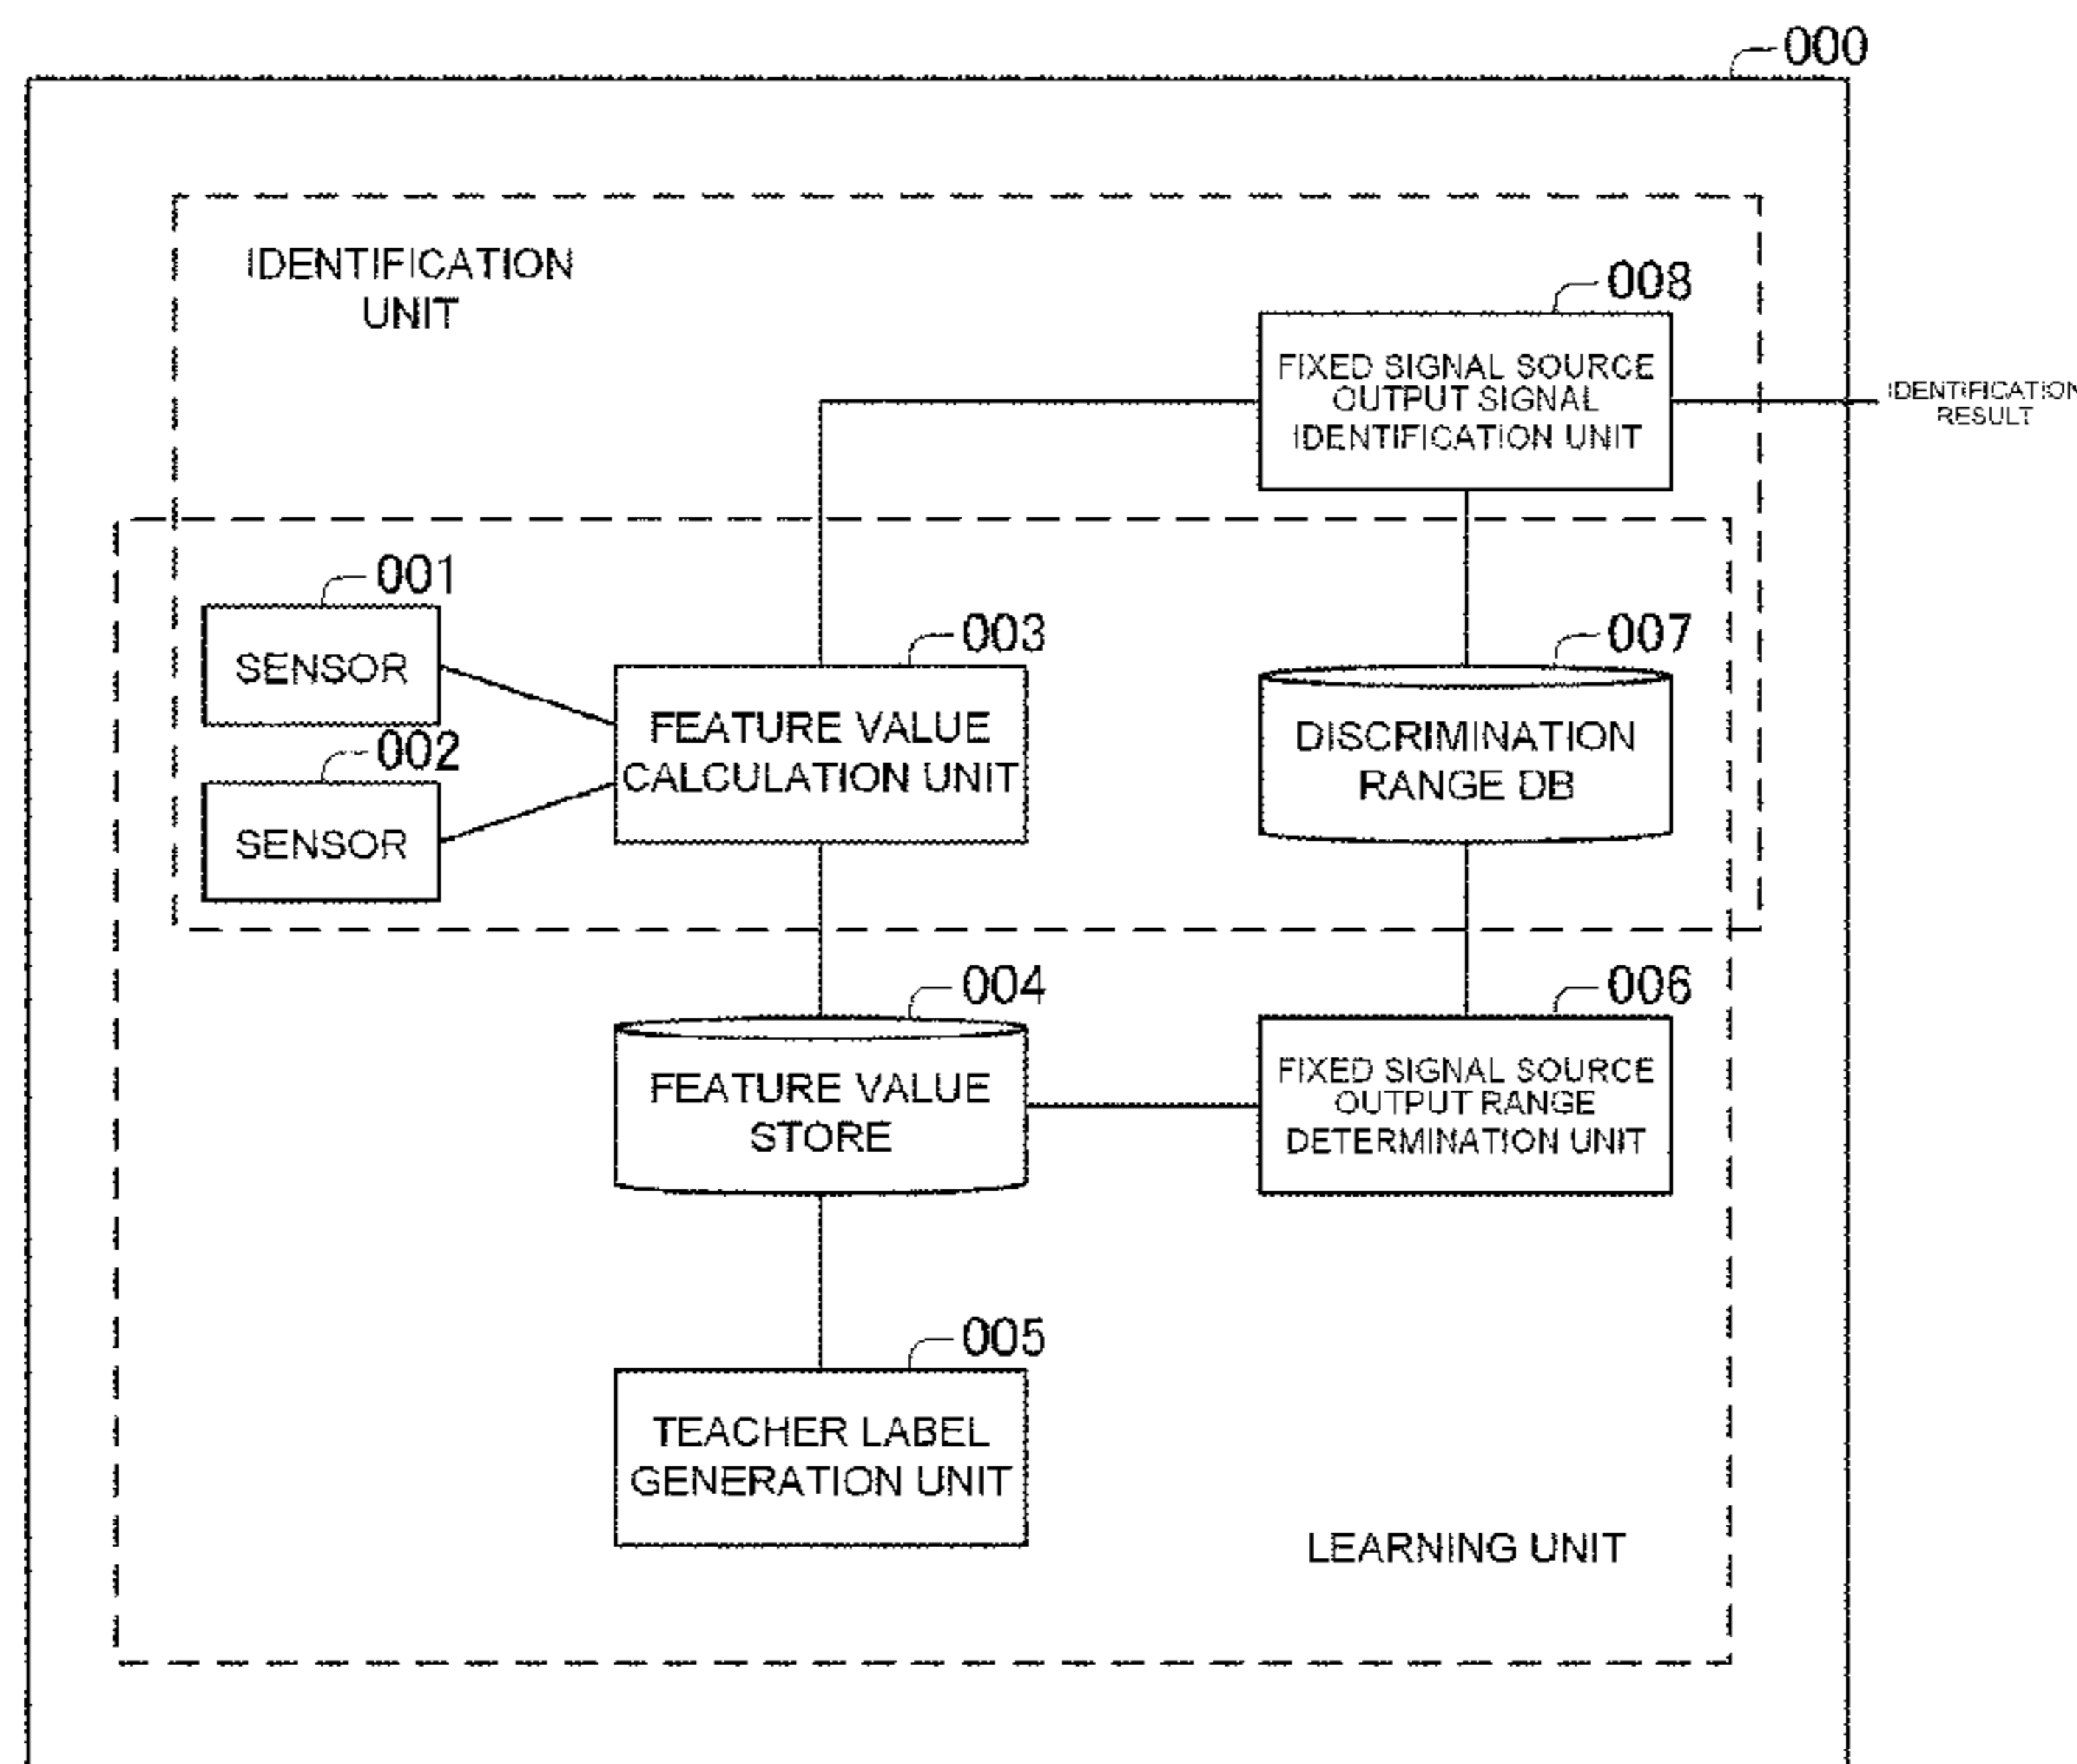 000
IDENTIFICATION
UNIT
008
FIXED SIGNAL SOURCE
OUTPUT SIGNAL
IDENTIFICATION UNIT
IDENTIFICATION
RESULT
001
SENSOR
003
FEATURE VALUE
CALCULATION UNIT
007
DISCRIMINATION
RANGE DB
002
SENSOR
004
FEATURE VALUE
STORE
006
FIXED SIGNAL SOURCE
OUTPUT RANGE
DETERMINATION UNIT
005
TEACHER LABEL
GENERATION UNIT
LEARNING UNIT